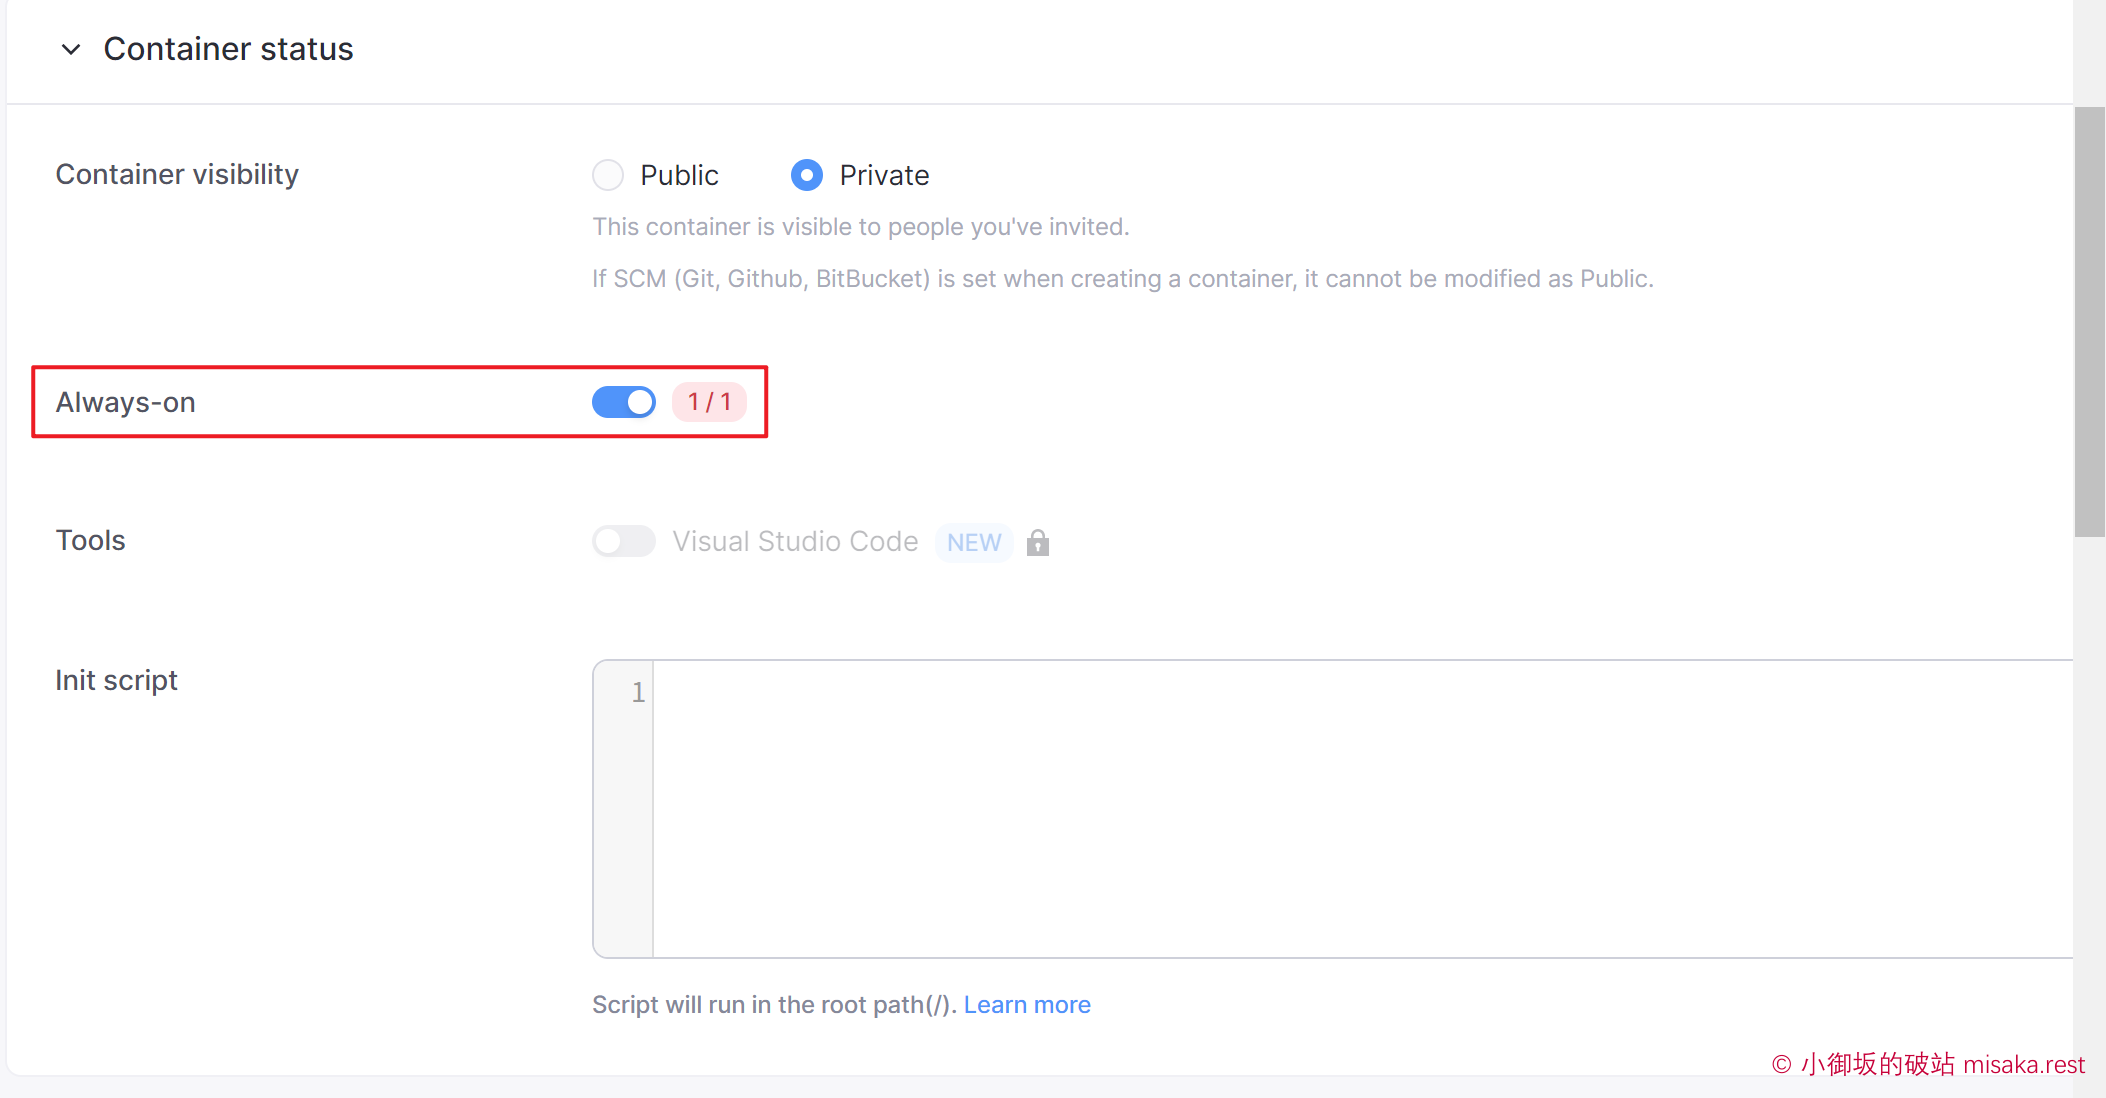 Container status
Container visibility
Public
Private
This container is visible to people you've invited.
If SCM (Git, Github, BitBucket) is set when creating a container, it cannot be modified as Public.
Always-on
1 / 1
Tools
Visual Studio Code
NEW
Init script
1
Script will run in the root path(/). Learn more
© 小御坂的破站 misaka.rest